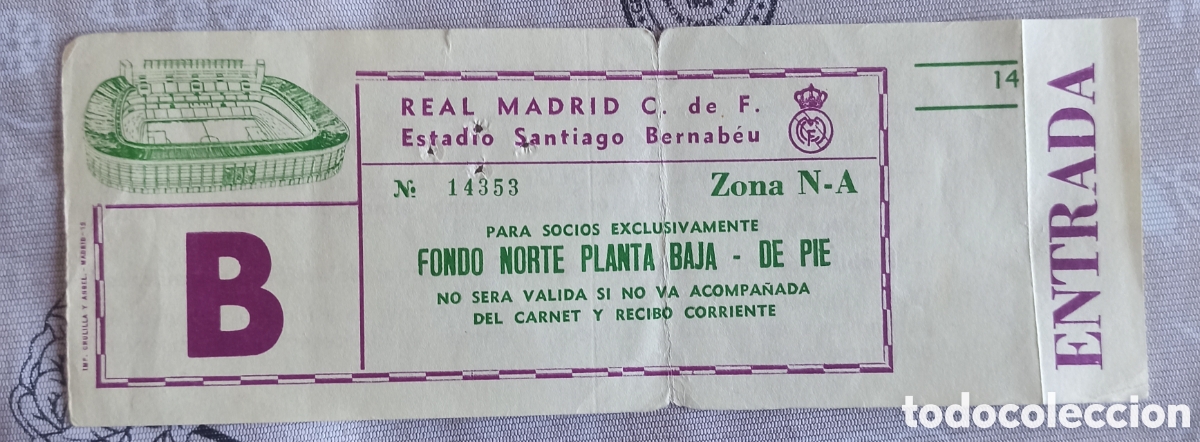 REAL MADRID C. de F.
Estadio Santiago Bernabéu
Nº 14353 Zona N-A
B
PARA SOCIOS EXCLUSIVAMENTE
FONDO NORTE PLANTA BAJA - DE PIE
NO SERA VALIDA SI NO VA ACOMPAÑADA
DEL CARNET Y RECIBO CORRIENTE
14
ENTRADA
todocoleccion